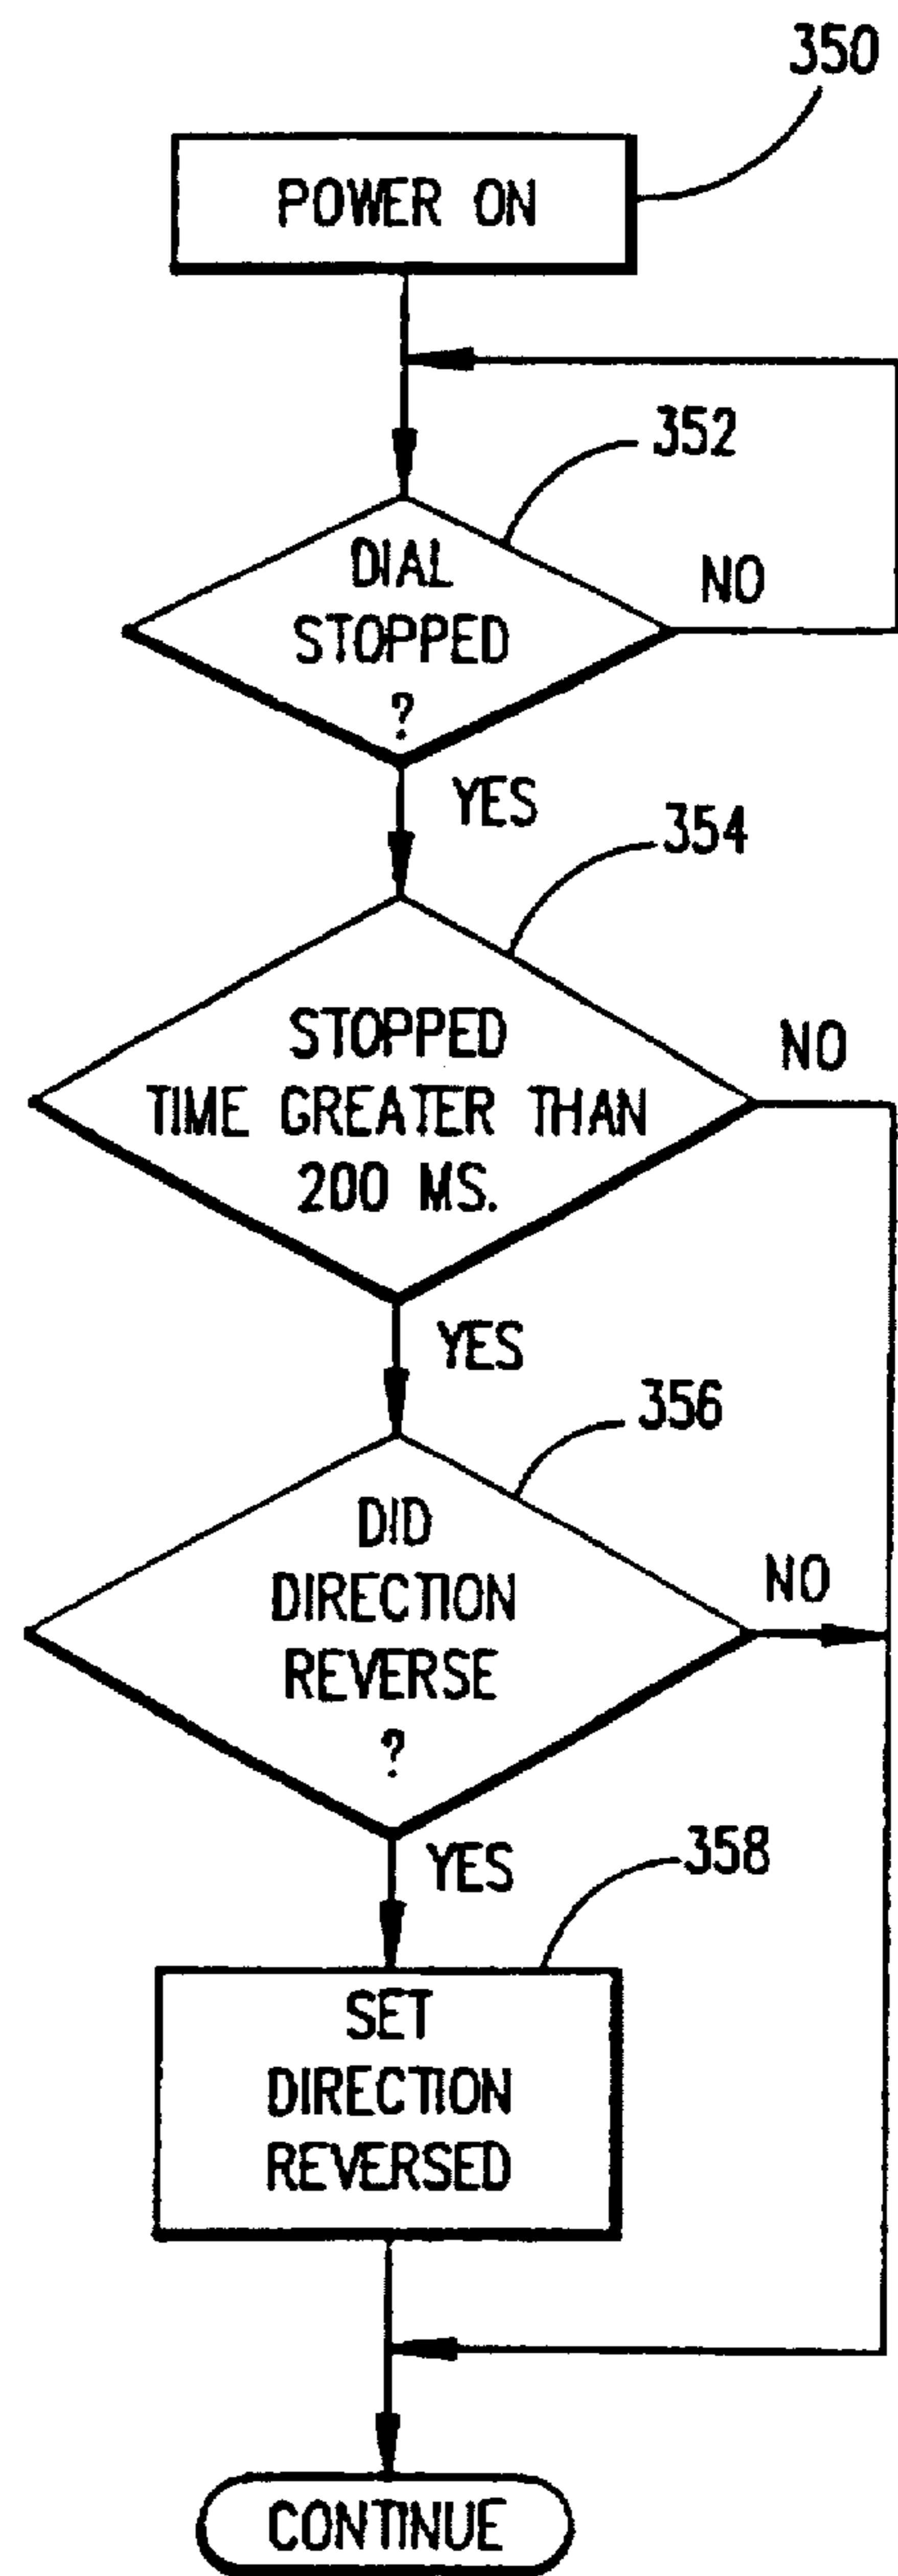 350
POWER ON
352
DIAL
STOPPED
?
NO
YES
354
STOPPED
TIME GREATER THAN
200 MS.
NO
YES
356
DID
DIRECTION
REVERSE
?
NO
YES
358
SET
DIRECTION
REVERSED
CONTINUE